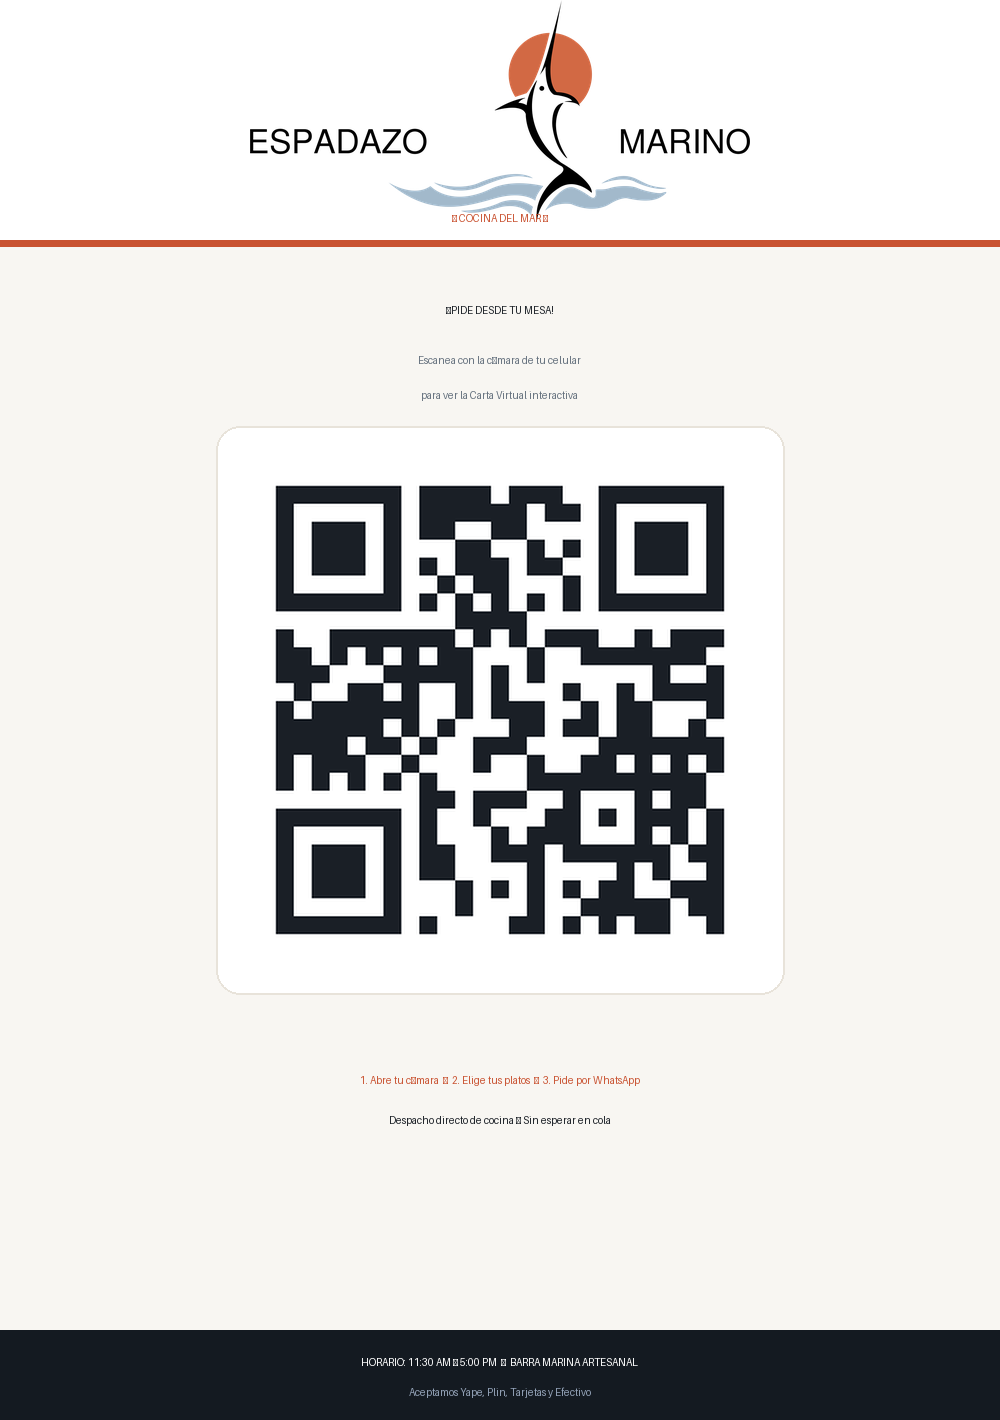 ESPADAZO MARINO
▯ COCINA DEL MAR ▯
▯PIDE DESDE TU MESA!
Escanea con la c▯mara de tu celular
para ver la Carta Virtual interactiva
1. Abre tu c▯mara ▯ 2. Elige tus platos ▯ 3. Pide por WhatsApp
Despacho directo de cocina ▯ Sin esperar en cola
HORARIO: 11:30 AM ▯ 5:00 PM ▯ BARRA MARINA ARTESANAL
Aceptamos Yape, Plin, Tarjetas y Efectivo